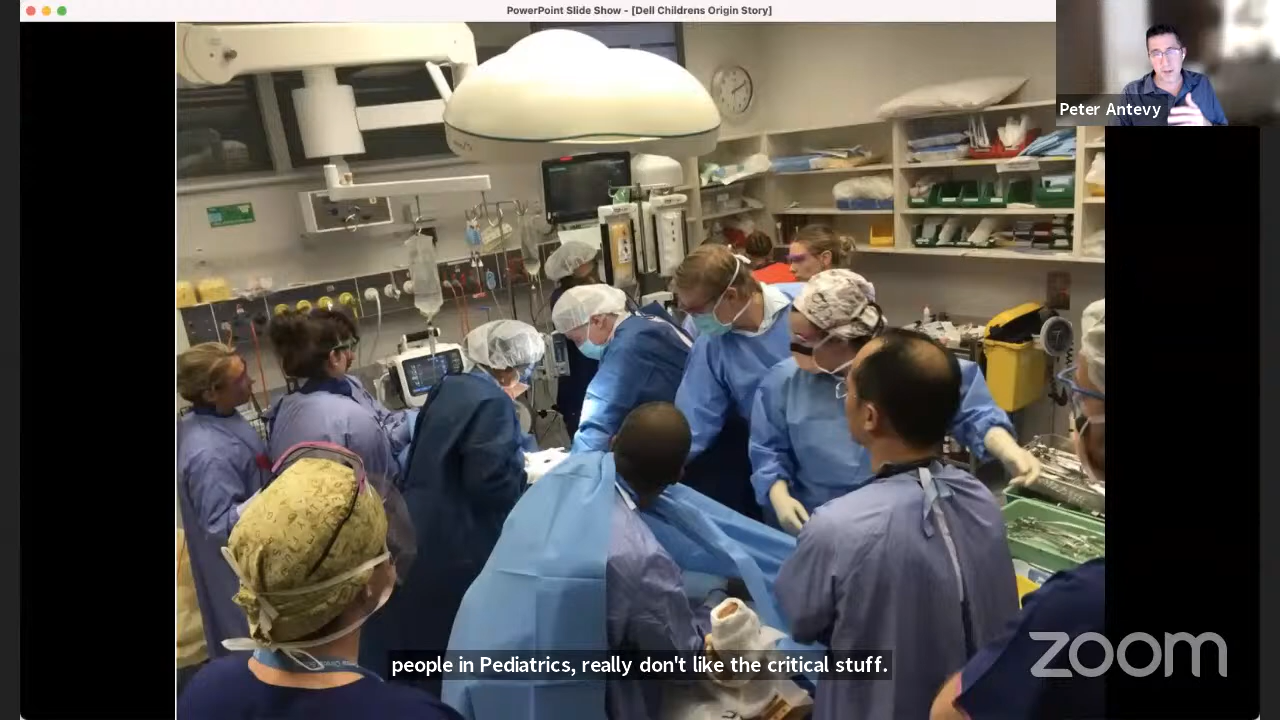 PowerPoint Slide Show - [Dell Childrens Origin Story]
Peter Antevy
people in Pediatrics, really don't like the critical stuff.
zoom